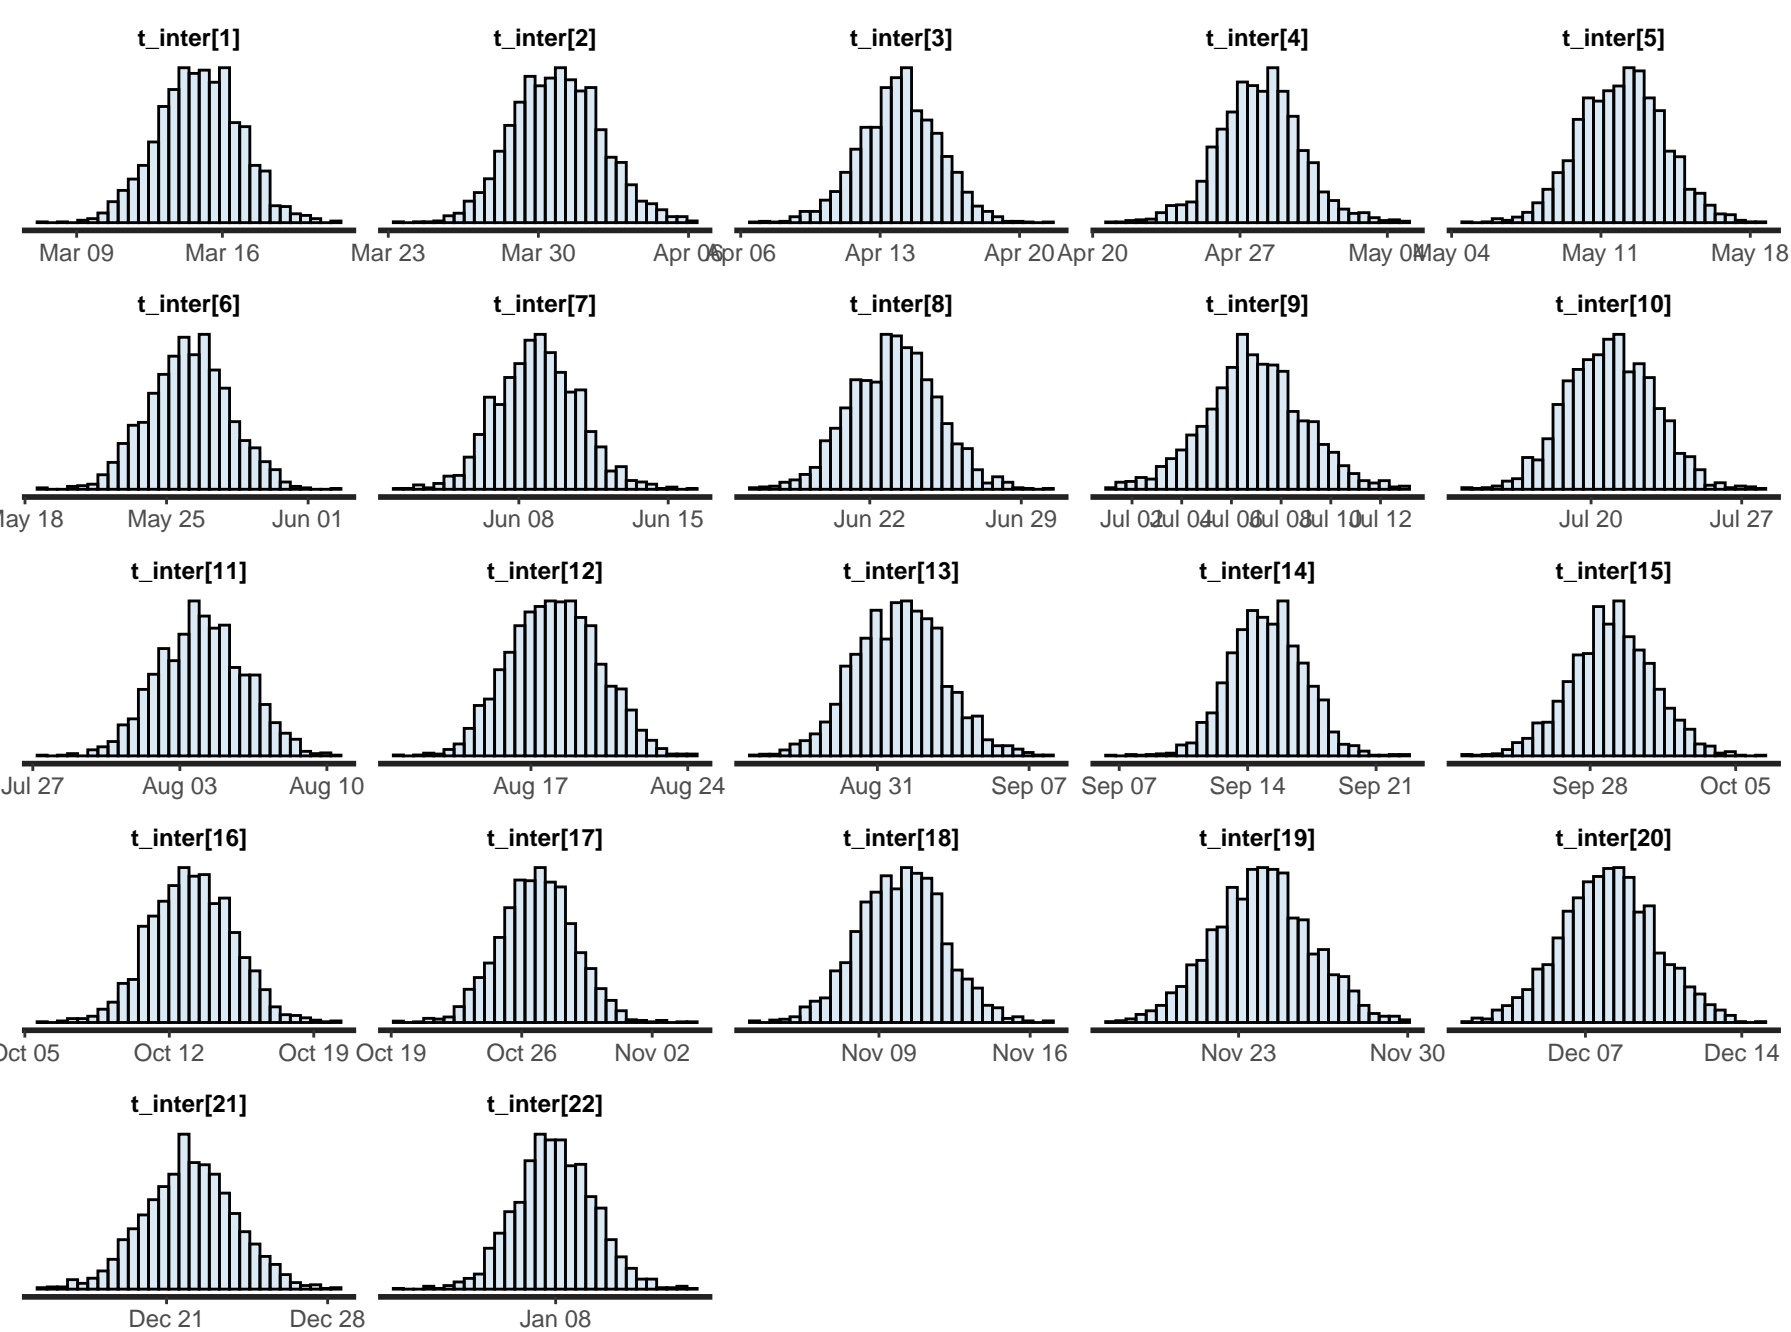 t_inter[1] t_inter[2] t_inter[3] t_inter[4] t_inter[5]
Mar 09 Mar 16 Mar 23 Mar 30 Apr 06 Apr 06 Apr 13 Apr 20 Apr 20 Apr 27 May 04 May 04 May 11 May 18
t_inter[6] t_inter[7] t_inter[8] t_inter[9] t_inter[10]
May 18 May 25 Jun 01 Jun 08 Jun 15 Jun 22 Jun 29 Jul 02 Jul 04 Jul 06 Jul 08 Jul 10 Jul 12 Jul 20 Jul 27
t_inter[11] t_inter[12] t_inter[13] t_inter[14] t_inter[15]
Jul 27 Aug 03 Aug 10 Aug 17 Aug 24 Aug 31 Sep 07 Sep 07 Sep 14 Sep 21 Sep 28 Oct 05
t_inter[16] t_inter[17] t_inter[18] t_inter[19] t_inter[20]
Oct 05 Oct 12 Oct 19 Oct 19 Oct 26 Nov 02 Nov 09 Nov 16 Nov 23 Nov 30 Dec 07 Dec 14
t_inter[21] t_inter[22]
Dec 21 Dec 28 Jan 08